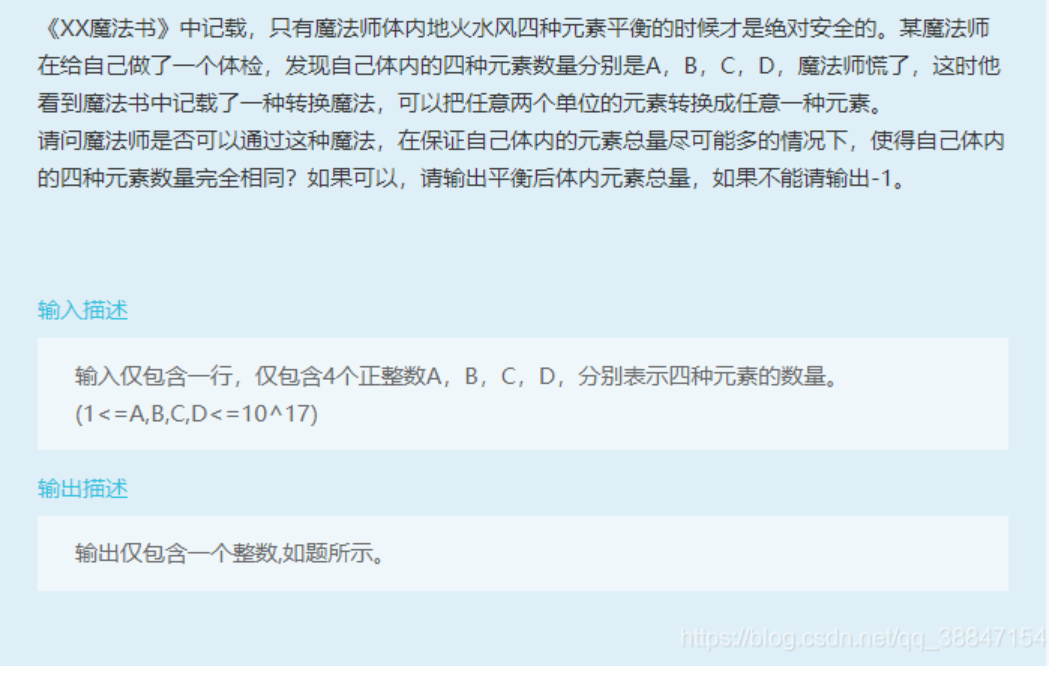 《XX魔法书》中记载，只有魔法师体内地火水风四种元素平衡的时候才是绝对安全的。某魔法师
在给自己做了一个体检，发现自己体内的四种元素数量分别是A，B，C，D，魔法师慌了，这时他
看到魔法书中记载了一种转换魔法，可以把任意两个单位的元素转换成任意一种元素。
请问魔法师是否可以通过这种魔法，在保证自己体内的元素总量尽可能多的情况下，使得自己体内
的四种元素数量完全相同？如果可以，请输出平衡后体内元素总量，如果不能请输出-1。
输入描述
输入仅包含一行，仅包含4个正整数A，B，C，D，分别表示四种元素的数量。
(1<=A,B,C,D<=10^17)
输出描述
输出仅包含一个整数,如题所示。
https://blog.csdn.net/qq_38847154